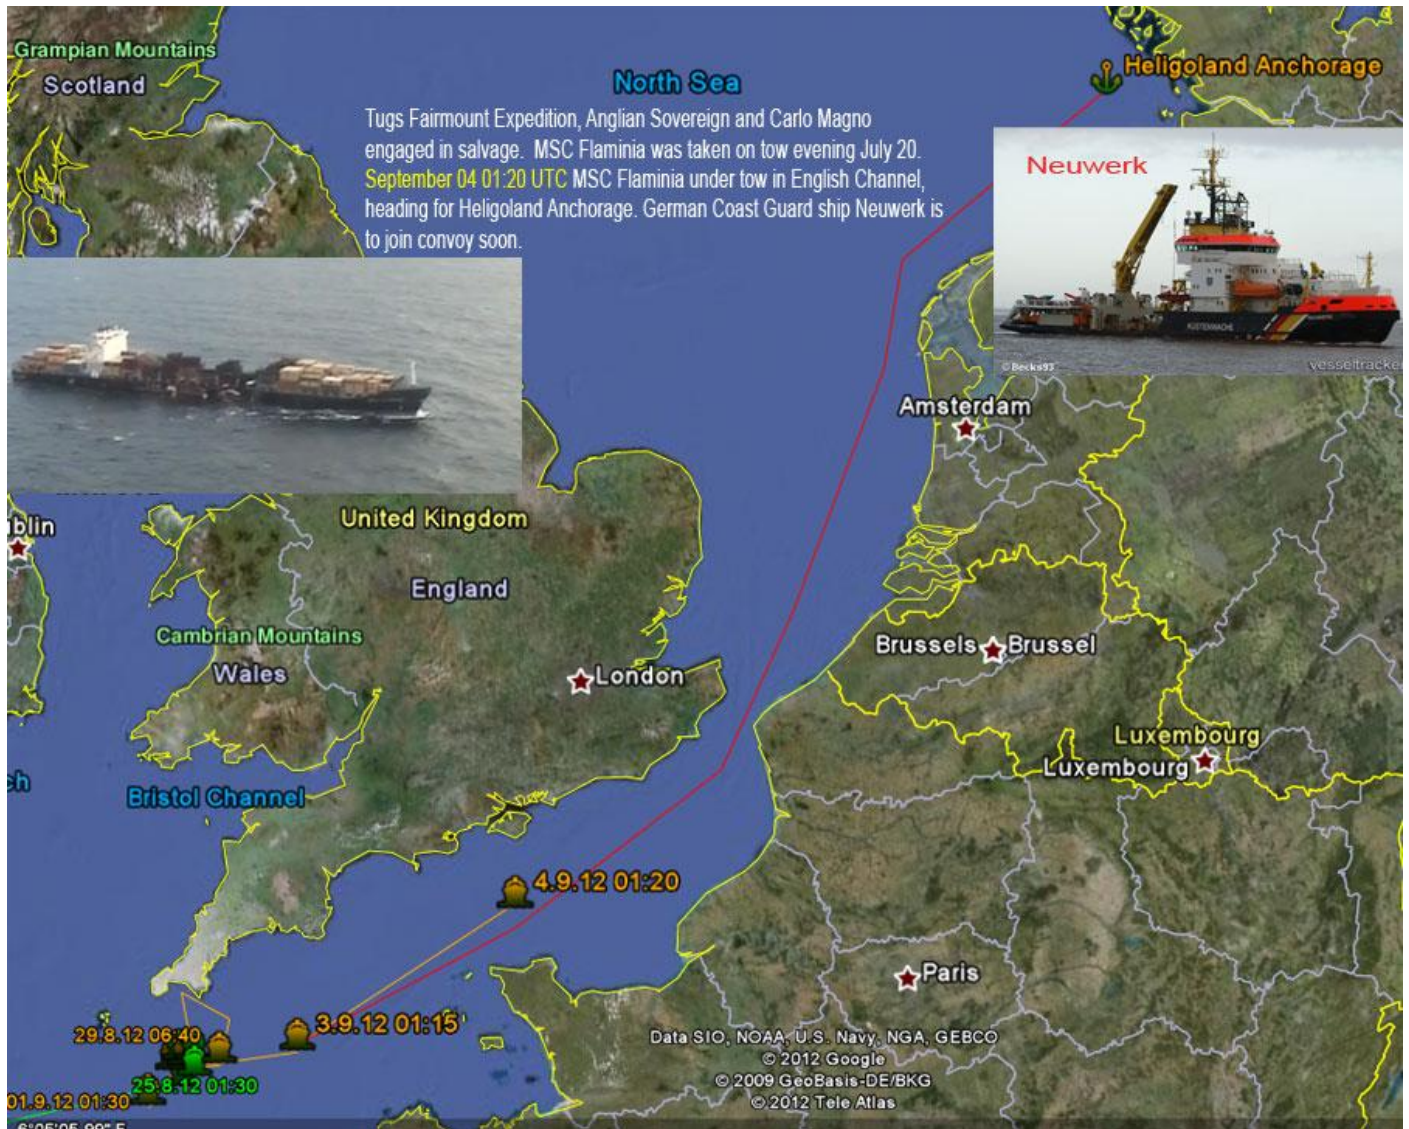 Grampian Mountains
Scotland
North Sea
Heligoland Anchorage
Tugs Fairmount Expedition, Anglian Sovereign and Carlo Magno
engaged in salvage. MSC Flaminia was taken on tow evening July 20.
September 04 01:20 UTC MSC Flaminia under tow in English Channel,
heading for Heligoland Anchorage. German Coast Guard ship Neuwerk is
to join convoy soon.
Neuwerk
KÜSTENWACHE
© Becks93
vesseltracker
Amsterdam
iblin
United Kingdom
England
Cambrian Mountains
Wales
London
Brussels Brussel
Luxembourg
Luxembourg
ch
Bristol Channel
4.9.12 01:20
Paris
3.9.12 01:15
29.8.12 06:40
25.8.12 01:30
01.9.12 01:30
Data SIO, NOAA, U.S. Navy, NGA, GEBCO
© 2012 Google
© 2009 GeoBasis-DE/BKG
© 2012 Tele Atlas